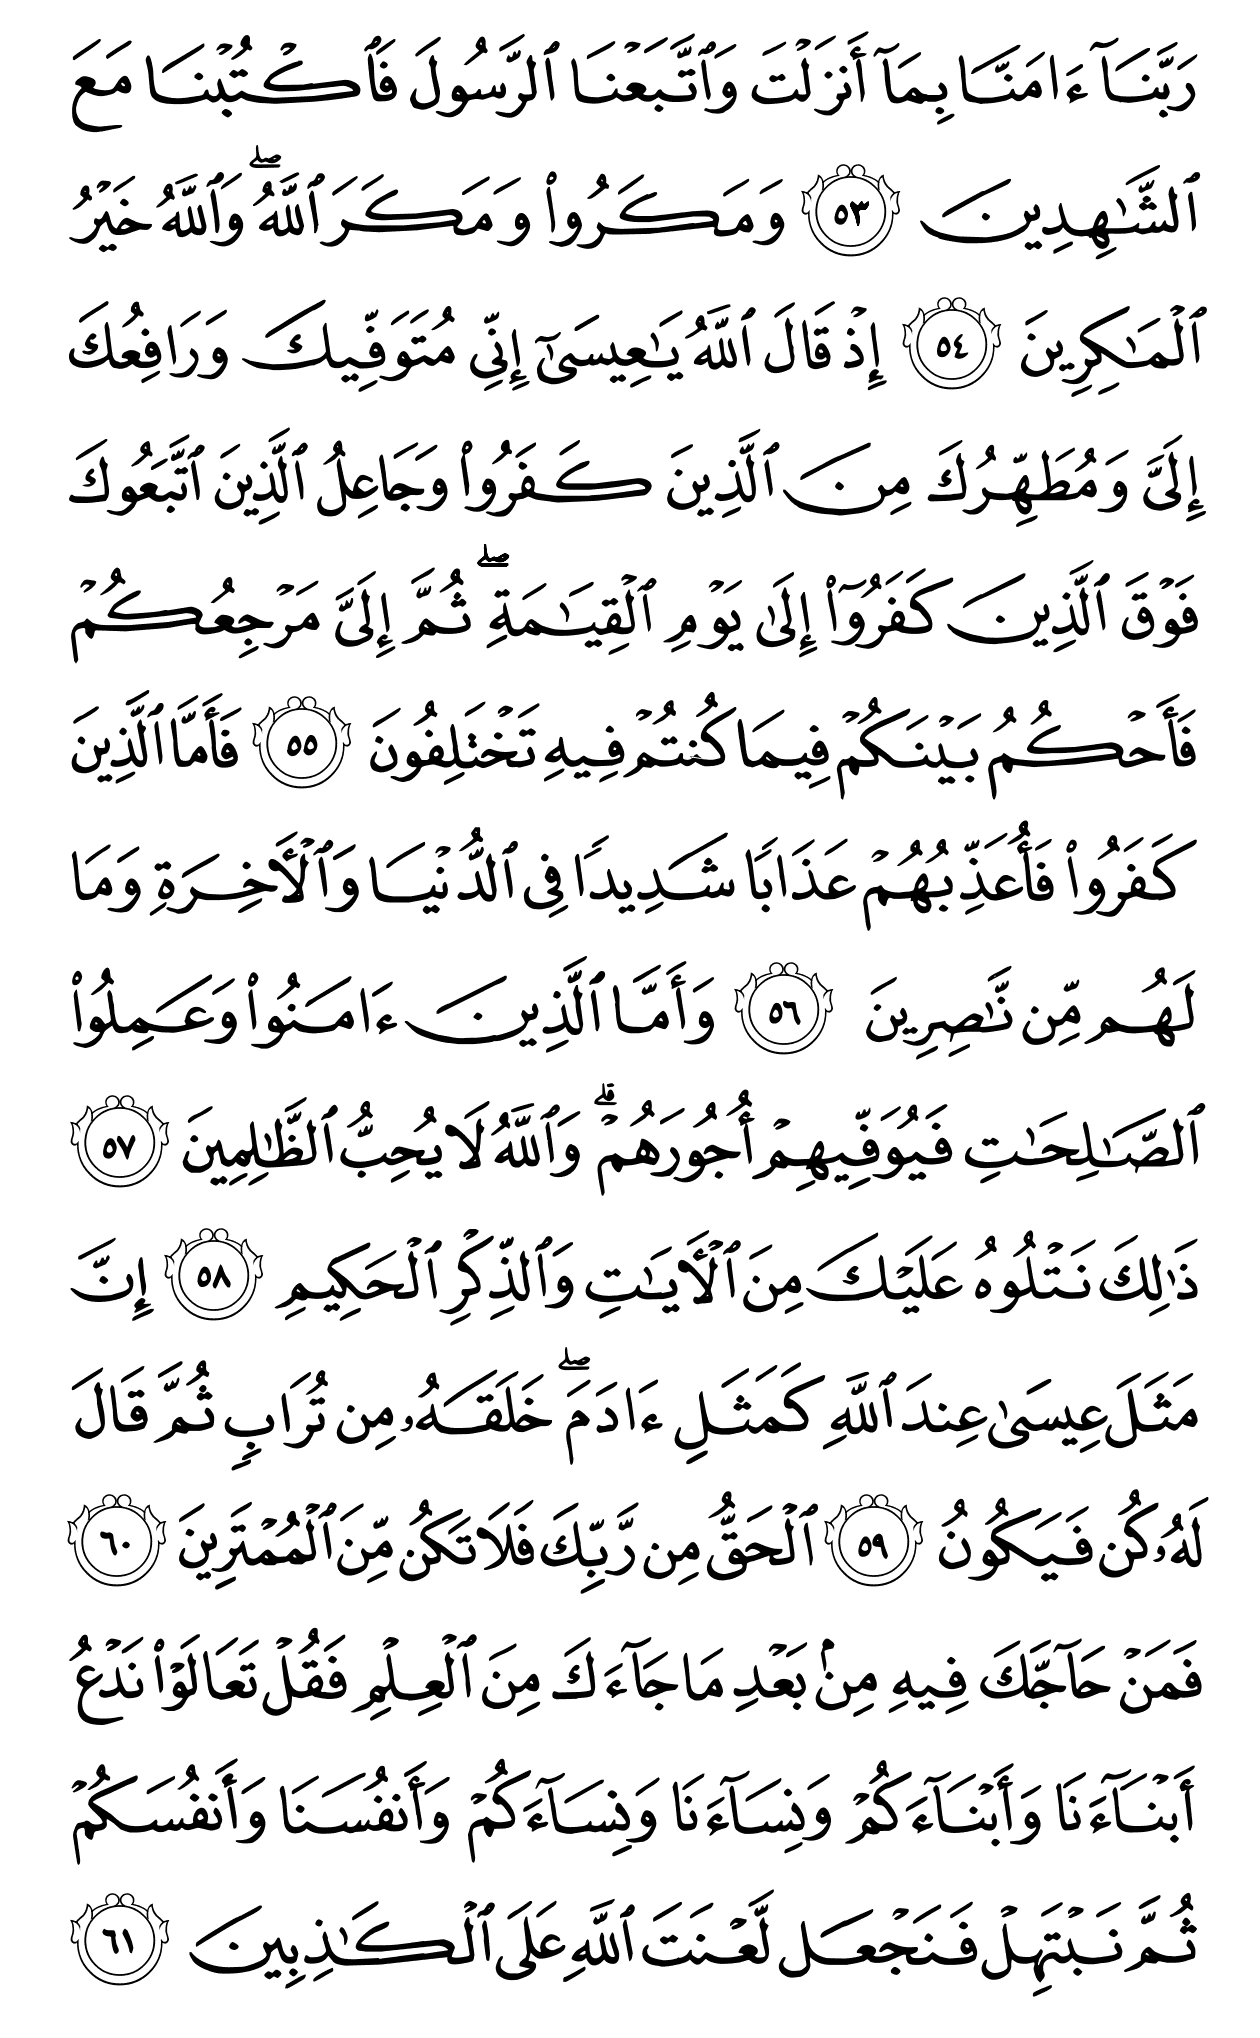 رَبَّنَآ ءَامَنَّا بِمَآ أَنزَلۡتَ وَٱتَّبَعۡنَا ٱلرَّسُولَ فَٱكۡتُبۡنَا مَعَ
ٱلشَّٰهِدِينَ ٥٣ وَمَكَرُواْ وَمَكَرَ ٱللَّهُۖ وَٱللَّهُ خَيۡرُ
ٱلۡمَٰكِرِينَ ٥٤ إِذۡ قَالَ ٱللَّهُ يَٰعِيسَىٰٓ إِنِّي مُتَوَفِّيكَ وَرَافِعُكَ
إِلَيَّ وَمُطَهِّرُكَ مِنَ ٱلَّذِينَ كَفَرُواْ وَجَاعِلُ ٱلَّذِينَ ٱتَّبَعُوكَ
فَوۡقَ ٱلَّذِينَ كَفَرُوٓاْ إِلَىٰ يَوۡمِ ٱلۡقِيَٰمَةِۖ ثُمَّ إِلَيَّ مَرۡجِعُكُمۡ
فَأَحۡكُمُ بَيۡنَكُمۡ فِيمَا كُنتُمۡ فِيهِ تَخۡتَلِفُونَ ٥٥ فَأَمَّا ٱلَّذِينَ
كَفَرُواْ فَأُعَذِّبُهُمۡ عَذَابٗا شَدِيدٗا فِي ٱلدُّنۡيَا وَٱلۡأٓخِرَةِ وَمَا
لَهُم مِّن نَّٰصِرِينَ ٥٦ وَأَمَّا ٱلَّذِينَ ءَامَنُواْ وَعَمِلُواْ
ٱلصَّٰلِحَٰتِ فَيُوَفِّيهِمۡ أُجُورَهُمۡۗ وَٱللَّهُ لَا يُحِبُّ ٱلظَّٰلِمِينَ ٥٧
ذَٰلِكَ نَتۡلُوهُ عَلَيۡكَ مِنَ ٱلۡأٓيَٰتِ وَٱلذِّكۡرِ ٱلۡحَكِيمِ ٥٨ إِنَّ
مَثَلَ عِيسَىٰ عِندَ ٱللَّهِ كَمَثَلِ ءَادَمَۖ خَلَقَهُۥ مِن تُرَابٖ ثُمَّ قَالَ
لَهُۥ كُن فَيَكُونُ ٥٩ ٱلۡحَقُّ مِن رَّبِّكَ فَلَا تَكُن مِّنَ ٱلۡمُمۡتَرِينَ ٦٠
فَمَنۡ حَآجَّكَ فِيهِ مِنۢ بَعۡدِ مَا جَآءَكَ مِنَ ٱلۡعِلۡمِ فَقُلۡ تَعَالَوۡاْ نَدۡعُ
أَبۡنَآءَنَا وَأَبۡنَآءَكُمۡ وَنِسَآءَنَا وَنِسَآءَكُمۡ وَأَنفُسَنَا وَأَنفُسَكُمۡ
ثُمَّ نَبۡتَهِلۡ فَنَجۡعَل لَّعۡنَتَ ٱللَّهِ عَلَى ٱلۡكَٰذِبِينَ ٦١